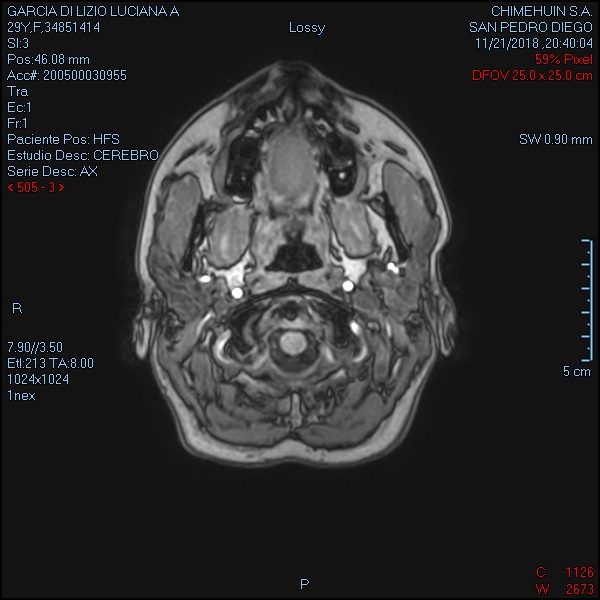 GARCIA DI LIZIO LUCIANA A
29Y,F,34851414
Sl:3
Pos:46.08 mm
Acc#: 200500030955
Tra
Ec:1
Fr:1
Paciente Pos: HFS
Estudio Desc: CEREBRO
Serie Desc: AX
< 505 - 3 >
Lossy
CHIMEHUIN S.A.
SAN PEDRO DIEGO
11/21/2018 ,20:40:04
59% Pixel
DFOV 25.0 x 25.0 cm
SW 0.90 mm
R
7.90//3.50
Etl:213 TA:8.00
1024x1024
1nex
5 cm
P
C 1126
W 2673